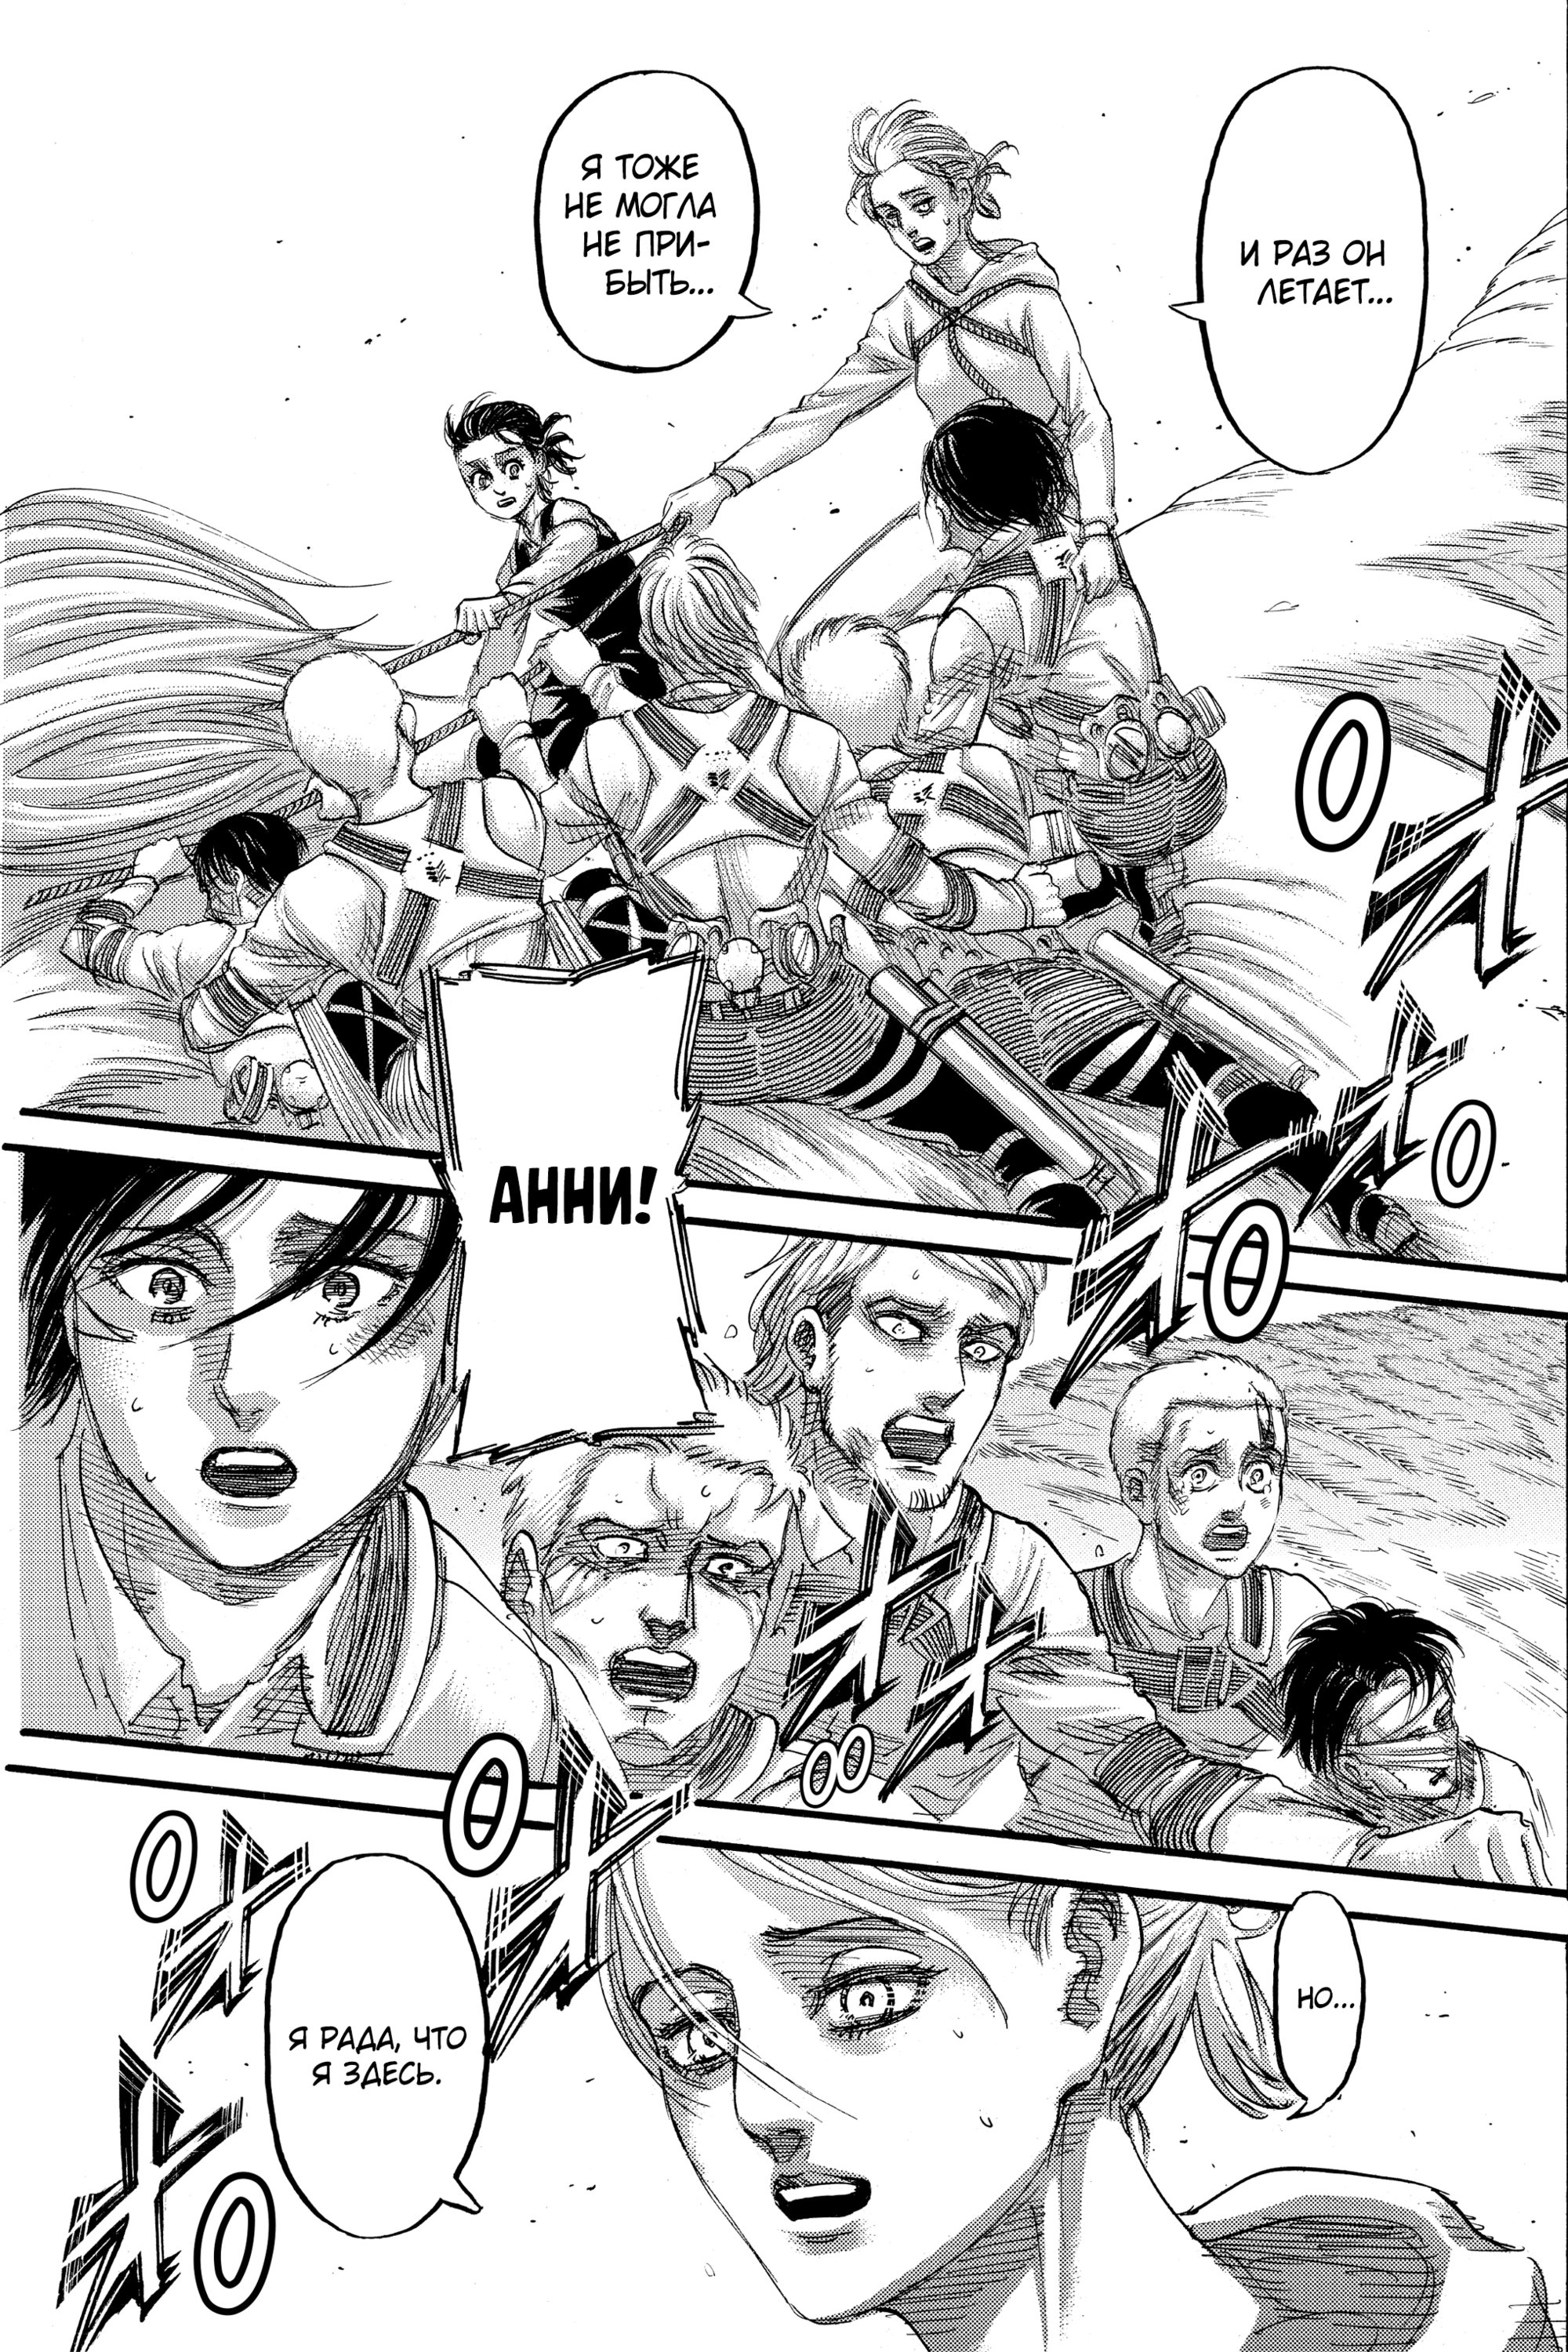 И РАЗ ОН
ЛЕТАЕТ...
Я ТОЖЕ
НЕ МОГЛА
НЕ ПРИ-
БЫТЬ...
АННИ!
НО...
Я РАДА, ЧТО
Я ЗДЕСЬ.